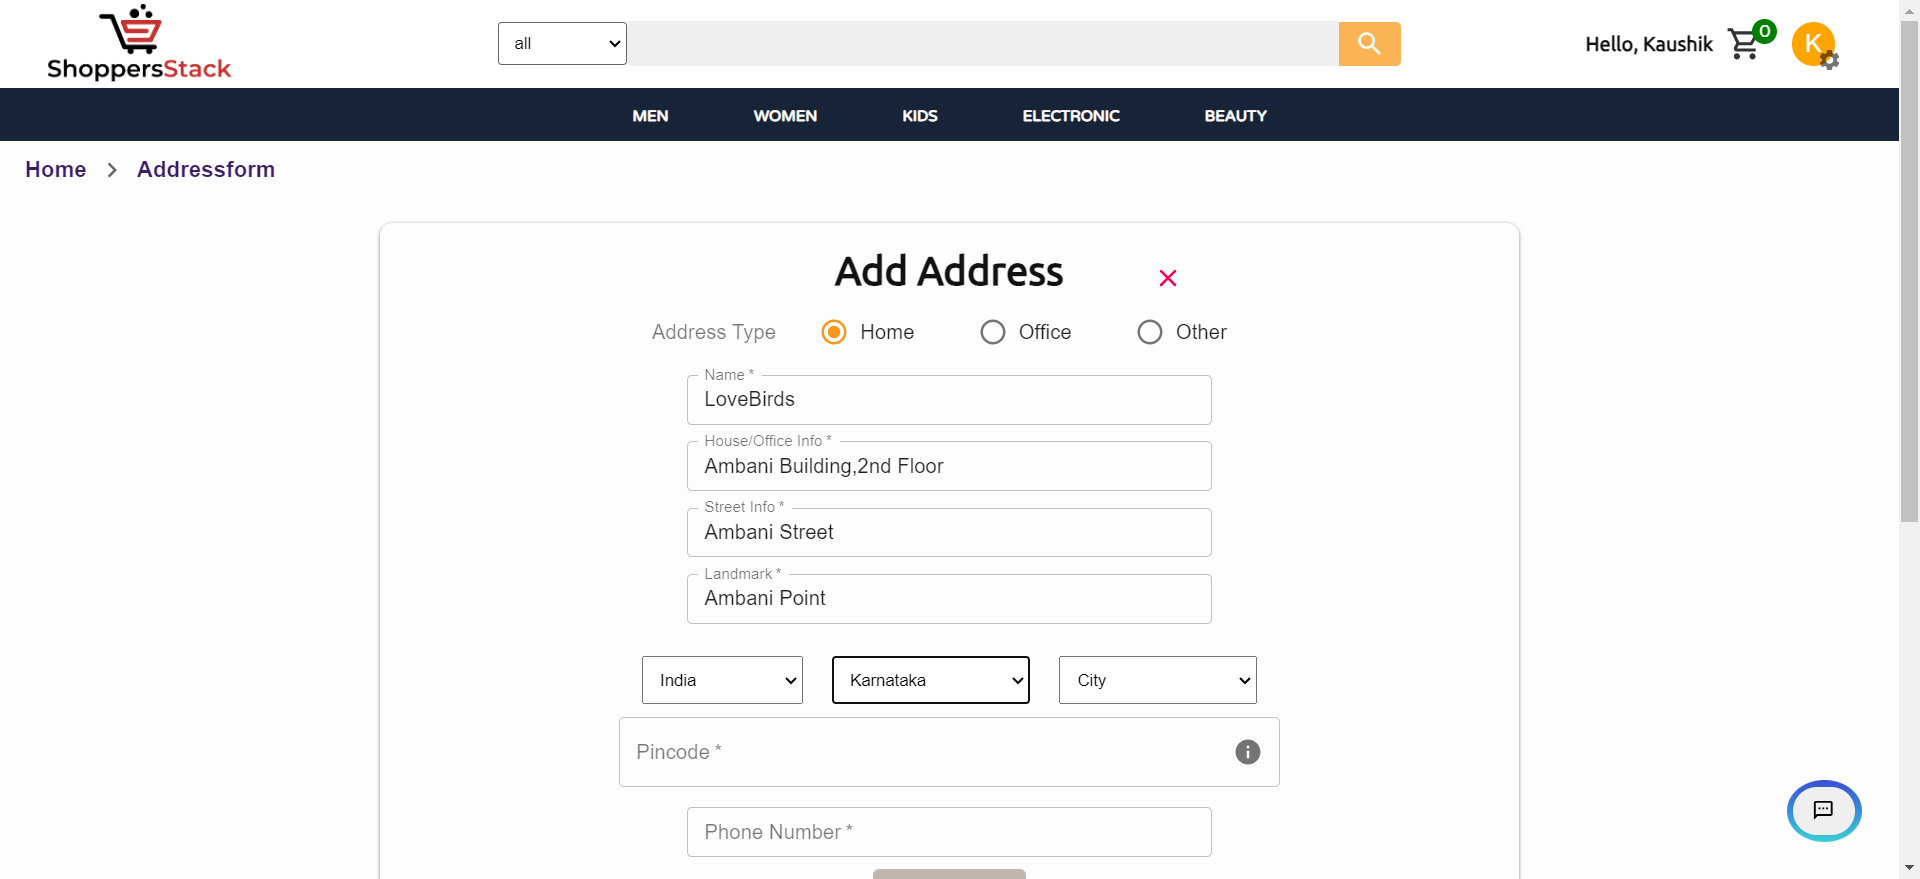 ShoppersStack
all
Hello, Kaushik
0
K
MEN WOMEN KIDS ELECTRONIC BEAUTY
Home > Addressform
Add Address
Address Type Home Office Other
Name *
LoveBirds
House/Office Info *
Ambani Building,2nd Floor
Street Info *
Ambani Street
Landmark *
Ambani Point
India Karnataka City
Pincode *
Phone Number *